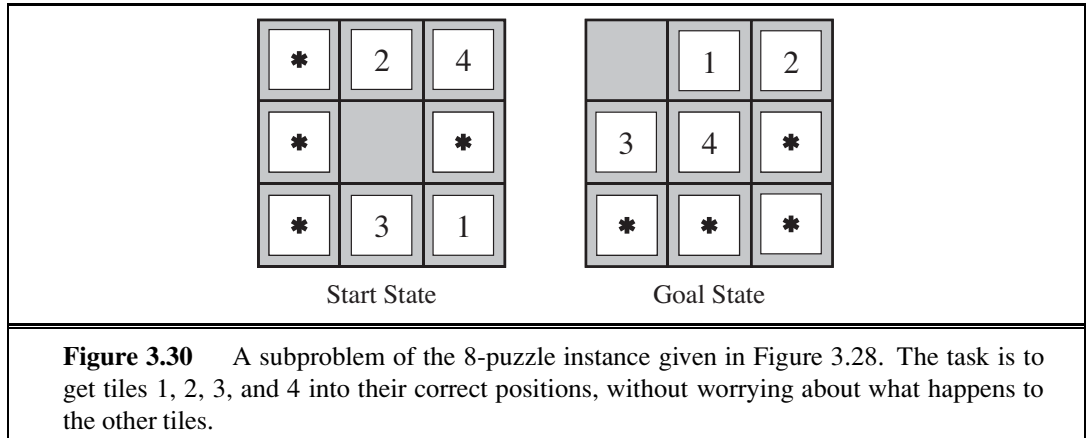 * 2 4 1 2
* * 3 4 *
* 3 1 * * *
Start State Goal State
Figure 3.30 A subproblem of the 8-puzzle instance given in Figure 3.28. The task is to
get tiles 1, 2, 3, and 4 into their correct positions, without worrying about what happens to
the other tiles.